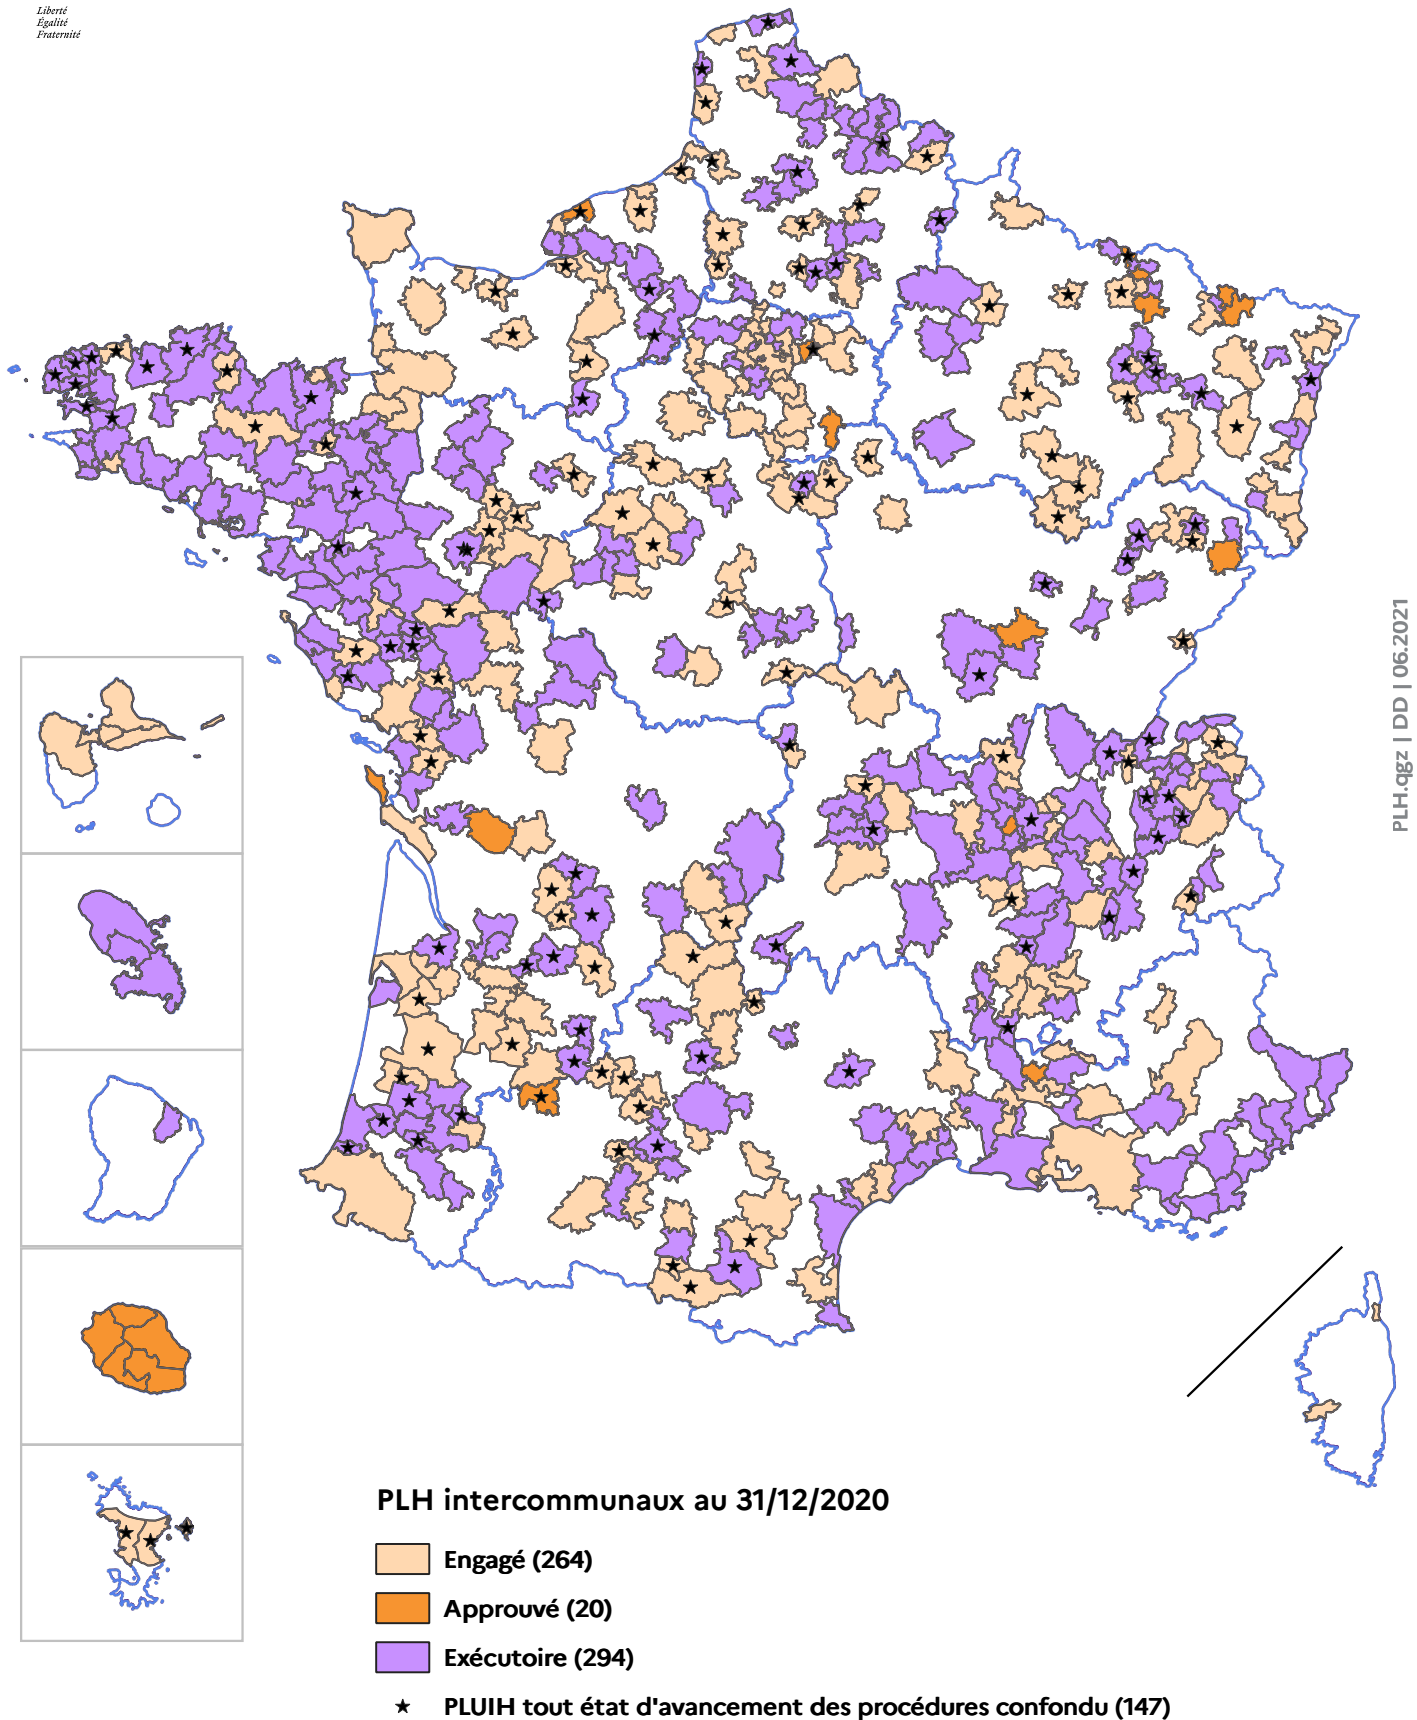 Liberté
Égalité
Fraternité
PLH.qgz | DD | 06.2021
PLH intercommunaux au 31/12/2020
Engagé (264)
Approuvé (20)
Exécutoire (294)
PLUIH tout état d'avancement des procédures confondu (147)